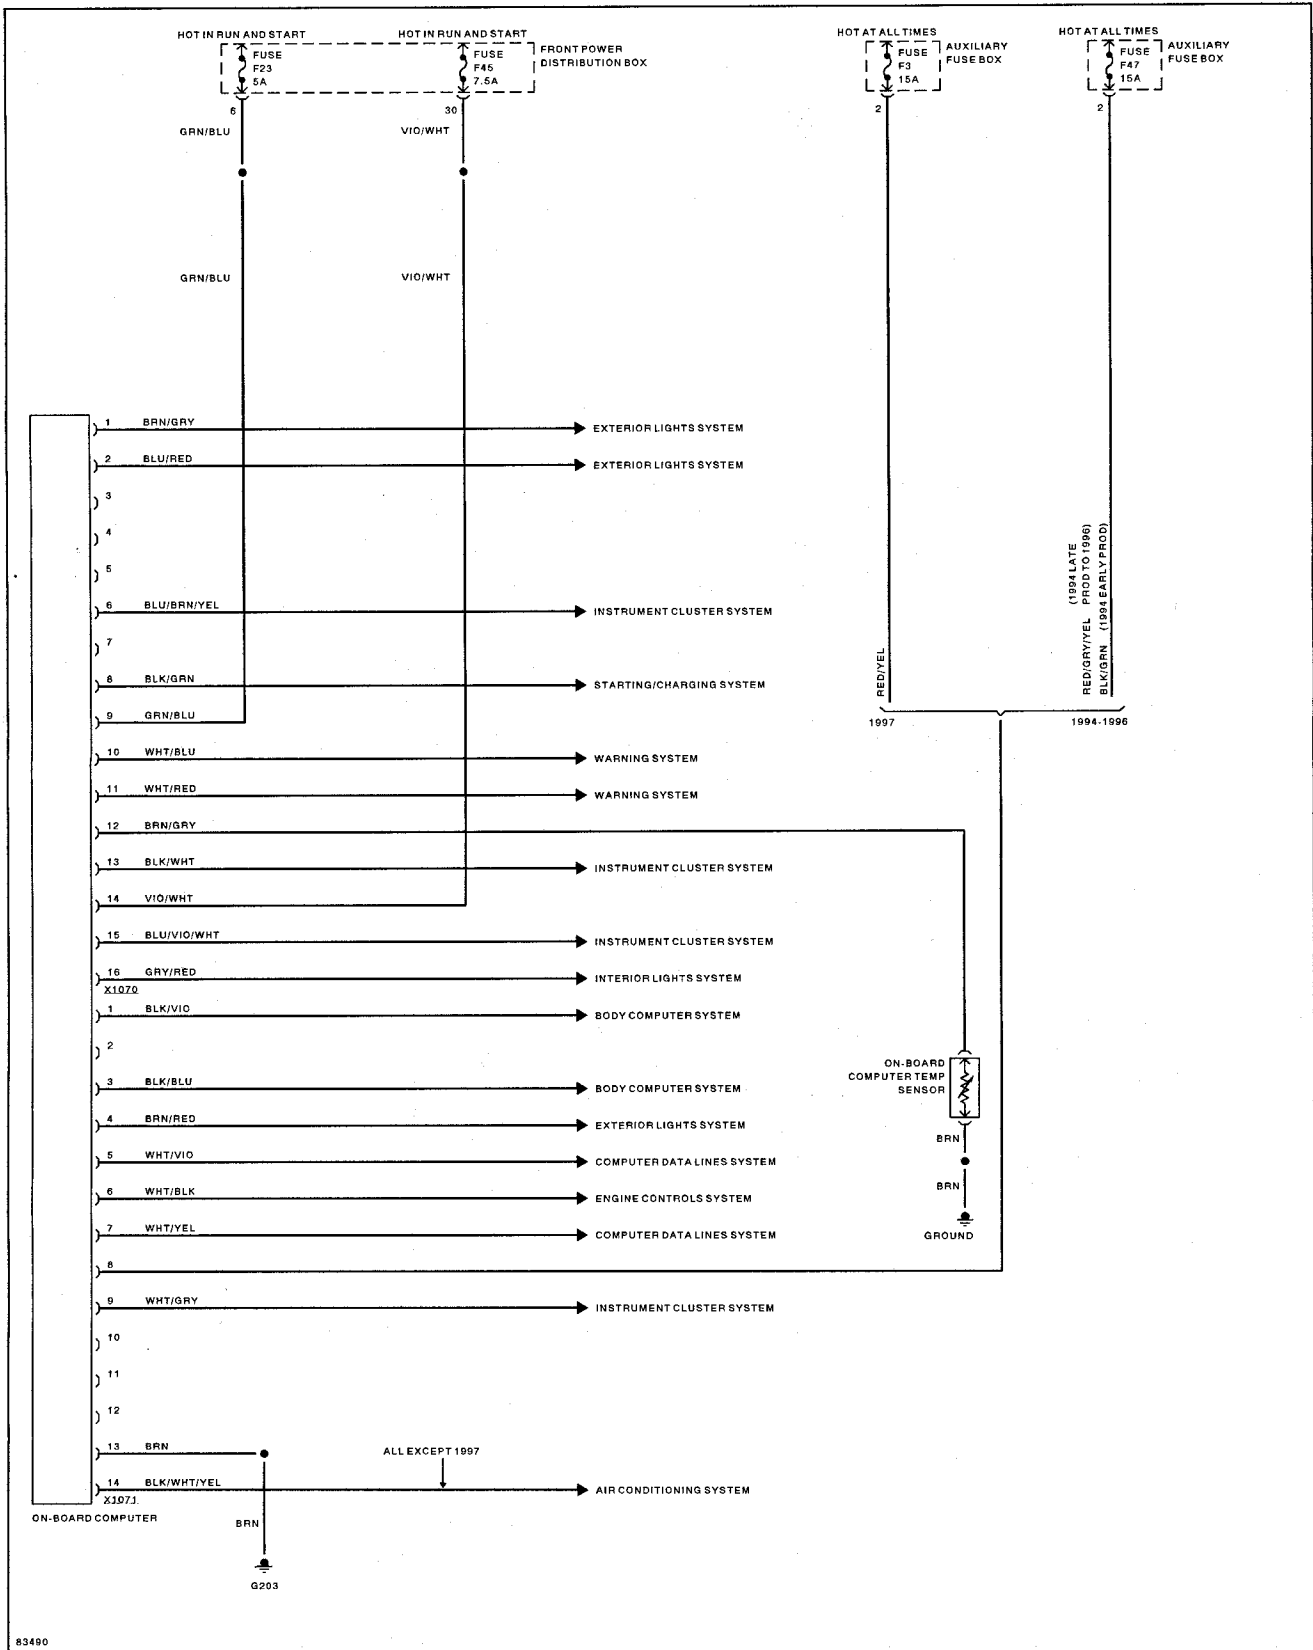 HOT IN RUN AND START
HOT IN RUN AND START
HOT AT ALL TIMES
HOT AT ALL TIMES
FUSE
F23
5A
FUSE
F45
7.5A
FRONT POWER
DISTRIBUTION BOX
FUSE
F3
15A
AUXILIARY
FUSE BOX
FUSE
F47
15A
AUXILIARY
FUSE BOX
6
30
2
2
GRN/BLU
VIO/WHT
GRN/BLU
VIO/WHT
1 BRN/GRY EXTERIOR LIGHTS SYSTEM
2 BLU/RED EXTERIOR LIGHTS SYSTEM
3
4
5
6 BLU/BRN/YEL INSTRUMENT CLUSTER SYSTEM
7
8 BLK/GRN STARTING/CHARGING SYSTEM
9 GRN/BLU
RED/YEL
RED/GRY/YEL (1994 LATE
PROD TO 1996)
BLK/GRN (1994 EARLY PROD)
1997
1994-1996
10 WHT/BLU WARNING SYSTEM
11 WHT/RED WARNING SYSTEM
12 BRN/GRY
13 BLK/WHT INSTRUMENT CLUSTER SYSTEM
14 VIO/WHT
15 BLU/VIO/WHT INSTRUMENT CLUSTER SYSTEM
16 GRY/RED INTERIOR LIGHTS SYSTEM
X1070
1 BLK/VIO BODY COMPUTER SYSTEM
2
3 BLK/BLU BODY COMPUTER SYSTEM
ON-BOARD
COMPUTER TEMP
SENSOR
4 BRN/RED EXTERIOR LIGHTS SYSTEM
BRN
5 WHT/VIO COMPUTER DATA LINES SYSTEM
BRN
6 WHT/BLK ENGINE CONTROLS SYSTEM
7 WHT/YEL COMPUTER DATA LINES SYSTEM
GROUND
8
9 WHT/GRY INSTRUMENT CLUSTER SYSTEM
10
11
12
13 BRN
ALL EXCEPT 1997
14 BLK/WHT/YEL AIR CONDITIONING SYSTEM
X1071
ON-BOARD COMPUTER
BRN
G203
83490